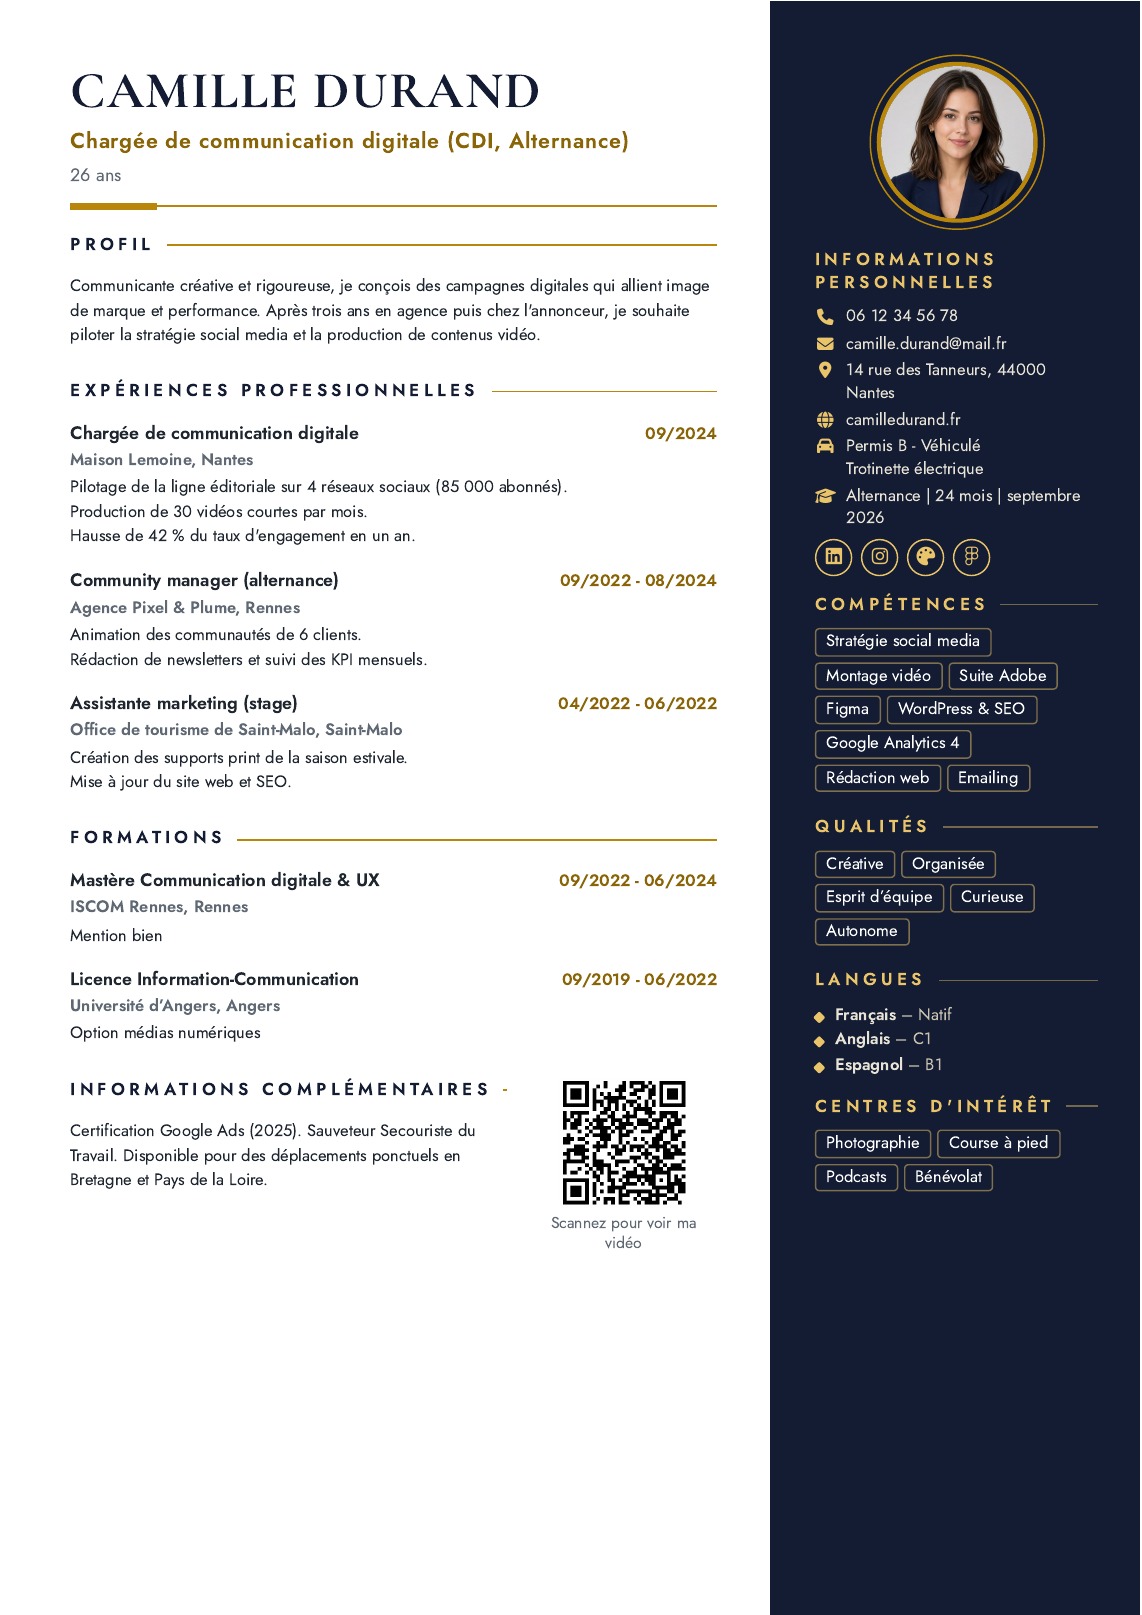 CAMILLE DURAND
Chargée de communication digitale (CDI, Alternance)
26 ans
PROFIL
Communicante créative et rigoureuse, je conçois des campagnes digitales qui allient image
de marque et performance. Après trois ans en agence puis chez l'annonceur, je souhaite
piloter la stratégie social media et la production de contenus vidéo.
EXPÉRIENCES PROFESSIONNELLES
Chargée de communication digitale 09/2024
Maison Lemoine, Nantes
Pilotage de la ligne éditoriale sur 4 réseaux sociaux (85 000 abonnés).
Production de 30 vidéos courtes par mois.
Hausse de 42 % du taux d'engagement en un an.
Community manager (alternance) 09/2022 - 08/2024
Agence Pixel & Plume, Rennes
Animation des communautés de 6 clients.
Rédaction de newsletters et suivi des KPI mensuels.
Assistante marketing (stage) 04/2022 - 06/2022
Office de tourisme de Saint-Malo, Saint-Malo
Création des supports print de la saison estivale.
Mise à jour du site web et SEO.
FORMATIONS
Mastère Communication digitale & UX 09/2022 - 06/2024
ISCOM Rennes, Rennes
Mention bien
Licence Information-Communication 09/2019 - 06/2022
Université d'Angers, Angers
Option médias numériques
INFORMATIONS COMPLÉMENTAIRES
Certification Google Ads (2025). Sauveteur Secouriste du
Travail. Disponible pour des déplacements ponctuels en
Bretagne et Pays de la Loire.
Scannez pour voir ma
vidéo
INFORMATIONS
PERSONNELLES
06 12 34 56 78
camille.durand@mail.fr
14 rue des Tanneurs, 44000
Nantes
camilledurand.fr
Permis B - Véhiculé
Trotinette électrique
Alternance | 24 mois | septembre
2026
COMPÉTENCES
Stratégie social media
Montage vidéo Suite Adobe
Figma WordPress & SEO
Google Analytics 4
Rédaction web Emailing
QUALITÉS
Créative Organisée
Esprit d'équipe Curieuse
Autonome
LANGUES
Français – Natif
Anglais – C1
Espagnol – B1
CENTRES D'INTÉRÊT
Photographie Course à pied
Podcasts Bénévolat